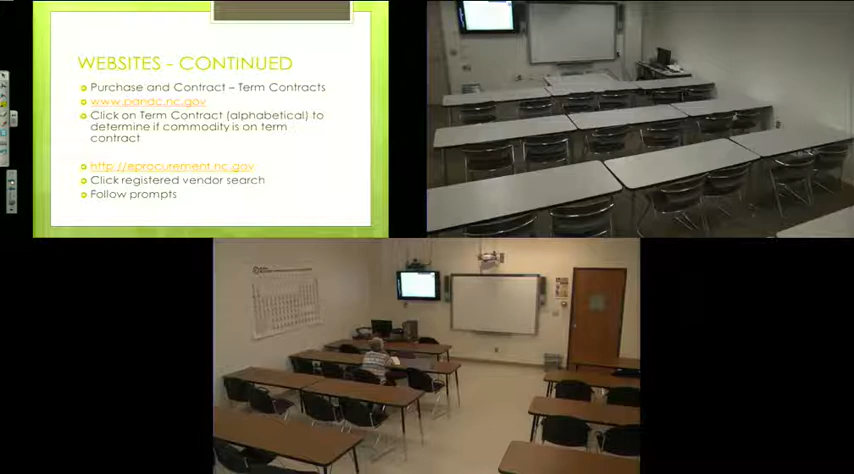 WEBSITES - CONTINUED
Purchase and Contract – Term Contracts
www.pandc.nc.gov
Click on Term Contract (alphabetical) to
determine if commodity is on term
contract
http://eprocurement.nc.gov
Click registered vendor search
Follow prompts